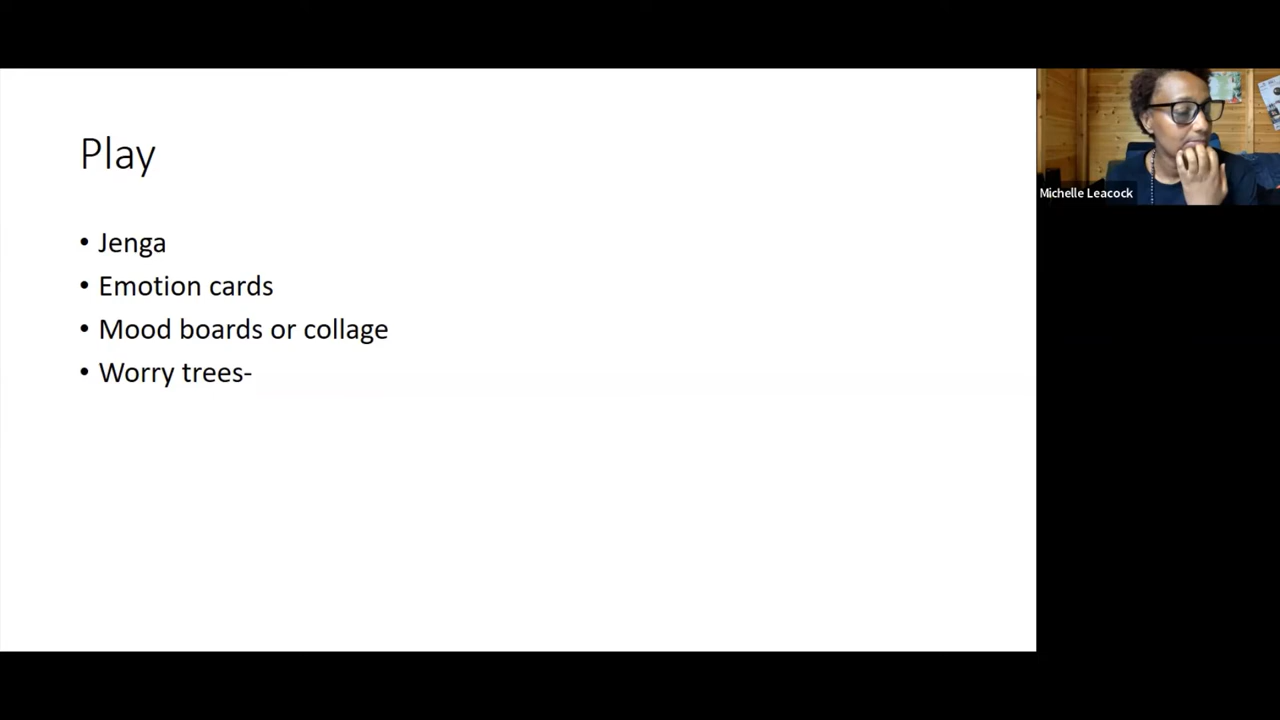 Play
• Jenga
• Emotion cards
• Mood boards or collage
• Worry trees-
Michelle Leacock